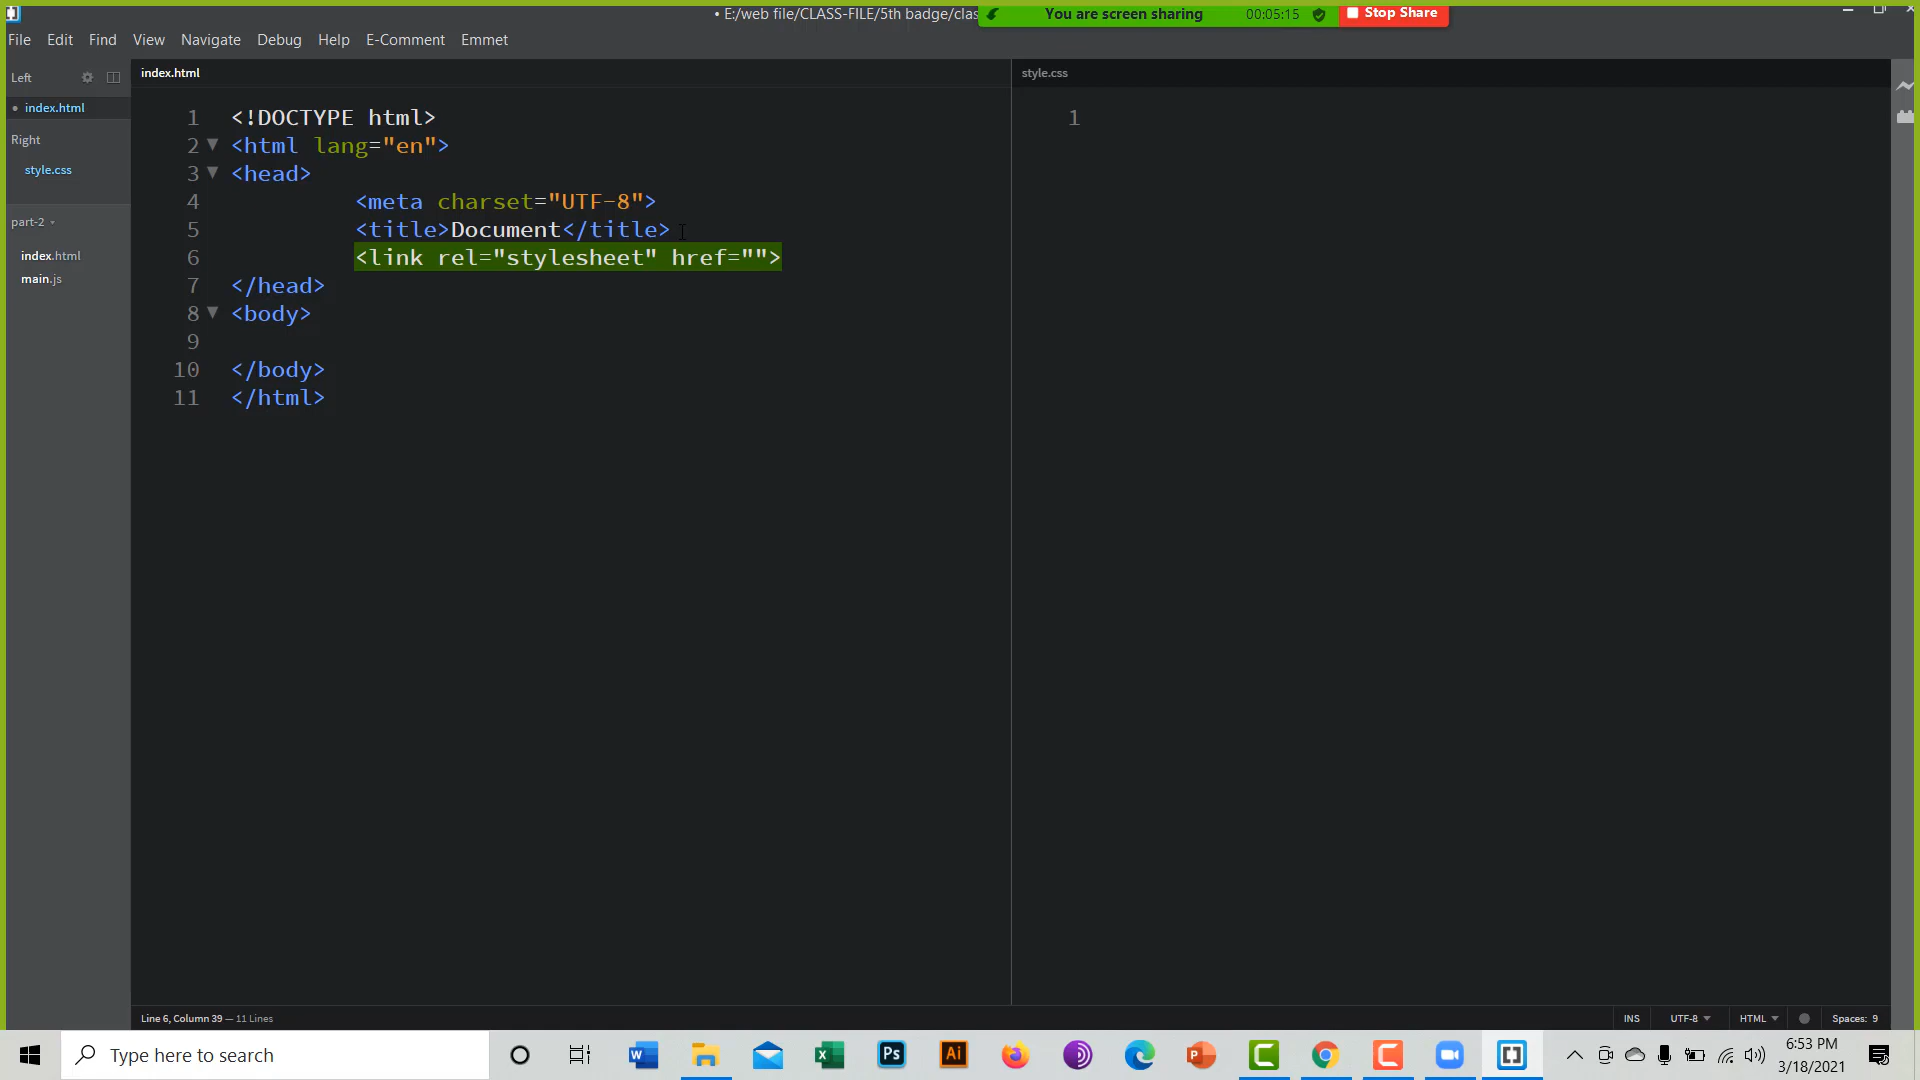 • E:/web file/CLASS-FILE/5th badge/clas
You are screen sharing 00:05:15 Stop Share
File Edit Find View Navigate Debug Help E-Comment Emmet
Left
index.html
Right
style.css
part-2
index.html
main.js
index.html
1 <!DOCTYPE html>
2 <html lang="en">
3 <head>
4 <meta charset="UTF-8">
5 <title>Document</title>
6 <link rel="stylesheet" href="">
7 </head>
8 <body>
9
10 </body>
11 </html>
style.css
1
Line 6, Column 39 — 11 Lines
INS UTF-8 HTML Spaces: 9
Type here to search
Ps
Ai
6:53 PM
3/18/2021